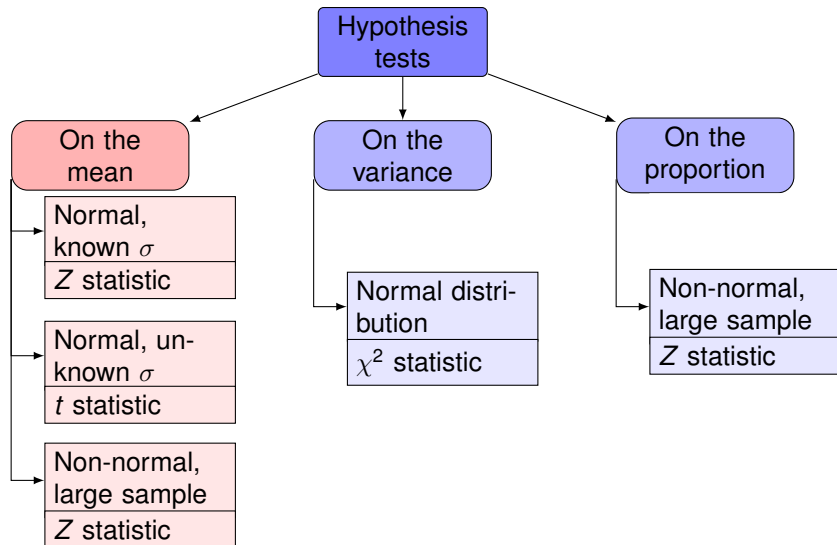 Hypothesis
tests
On the
mean
On the
variance
On the
proportion
Normal,
known σ
Z statistic
Normal, un-
known σ
t statistic
Non-normal,
large sample
Z statistic
Normal distri-
bution
χ² statistic
Non-normal,
large sample
Z statistic